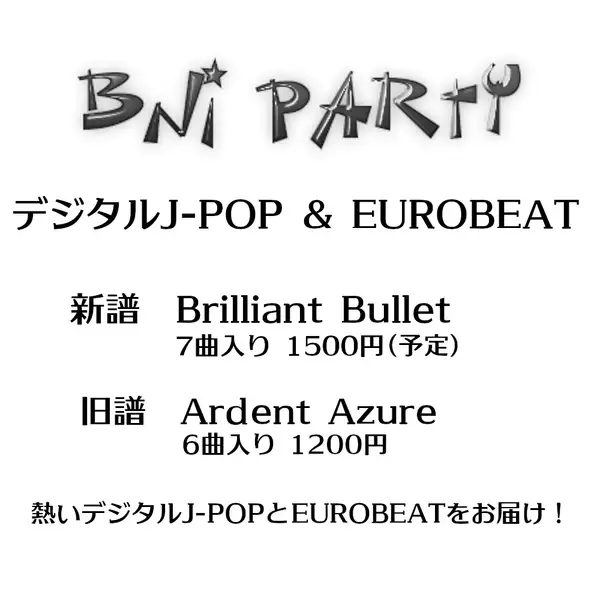 BNi PARTY
デジタルJ-POP & EUROBEAT
新譜 Brilliant Bullet
7曲入り 1500円(予定)
旧譜 Ardent Azure
6曲入り 1200円
熱いデジタルJ-POPとEUROBEATをお届け！